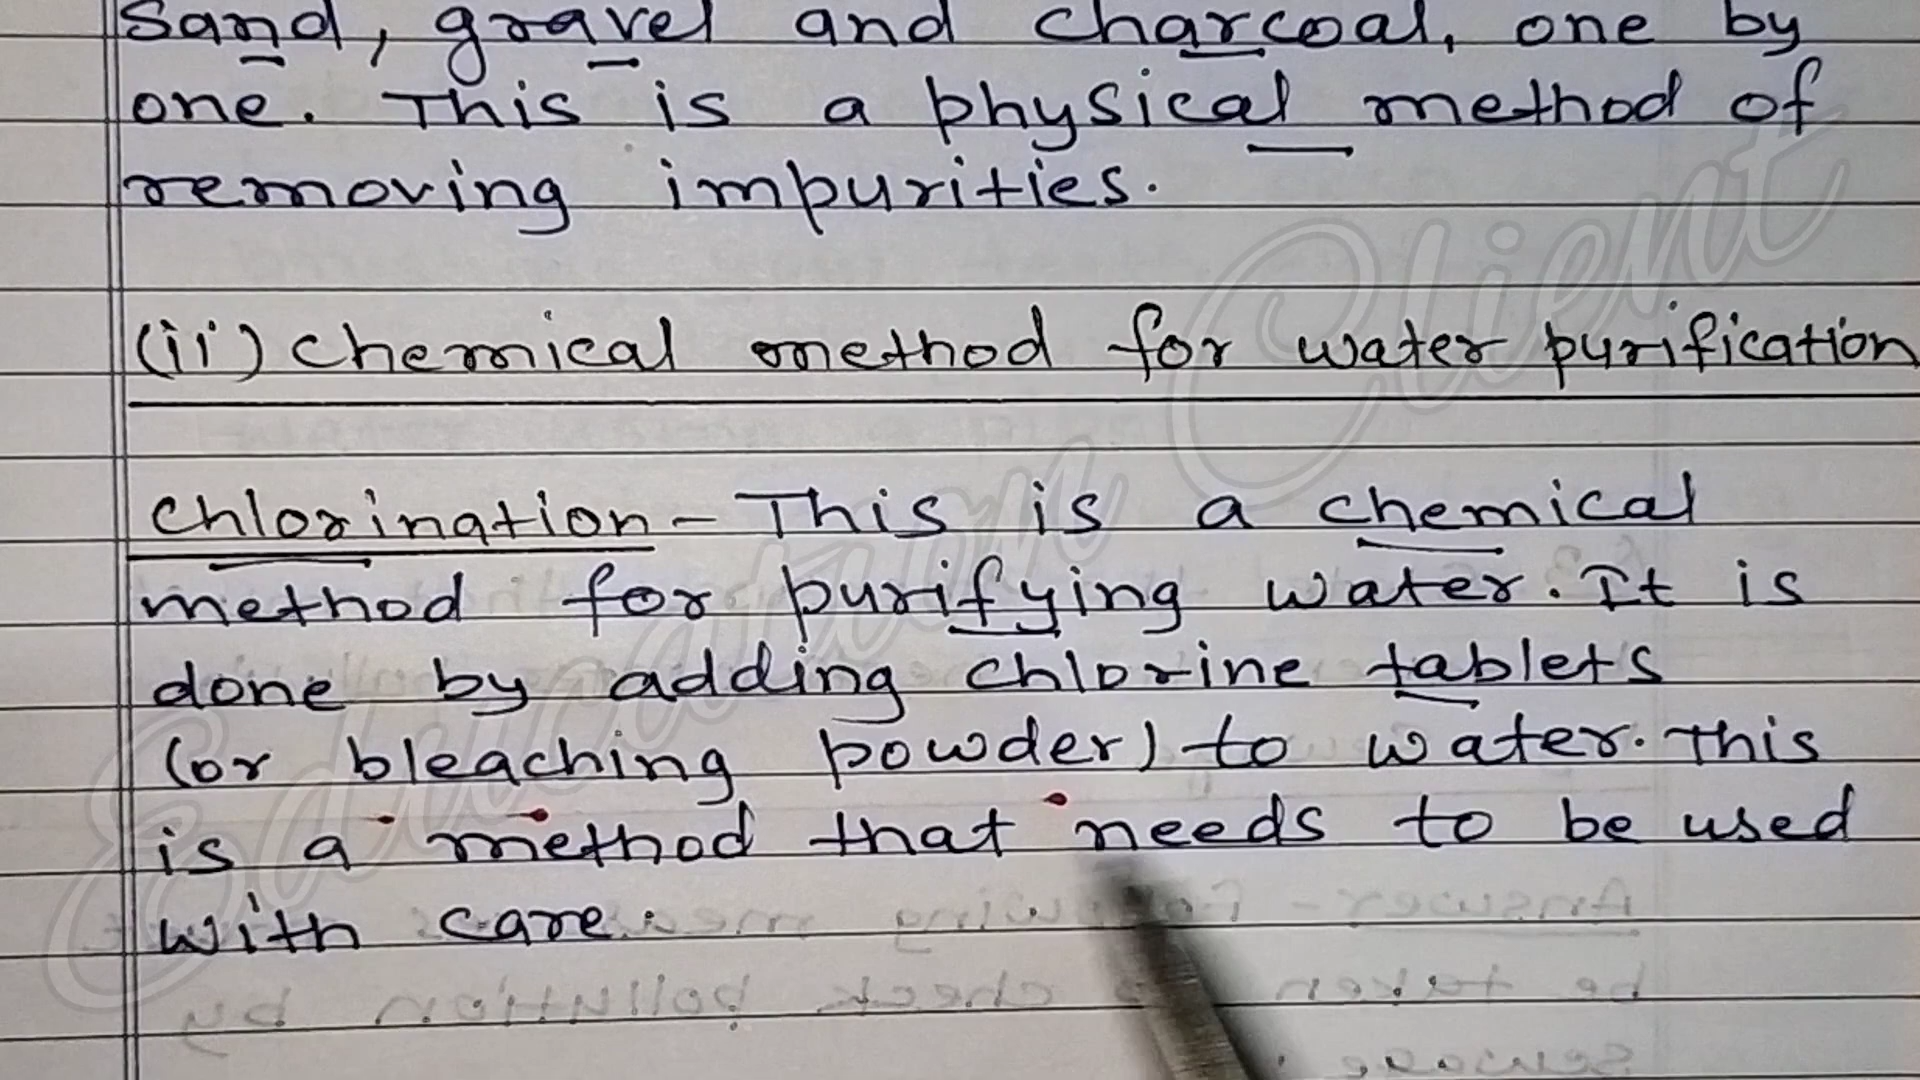 Sand, gravel and charcoal, one by
one. This is a physical method of
removing impurities.
(ii) Chemical method for water purification
Chlorination - This is a chemical
method for purifying water. It is
done by adding chlorine tablets
(or bleaching powder) to water. This
is a method that needs to be used
with care.
Education Client